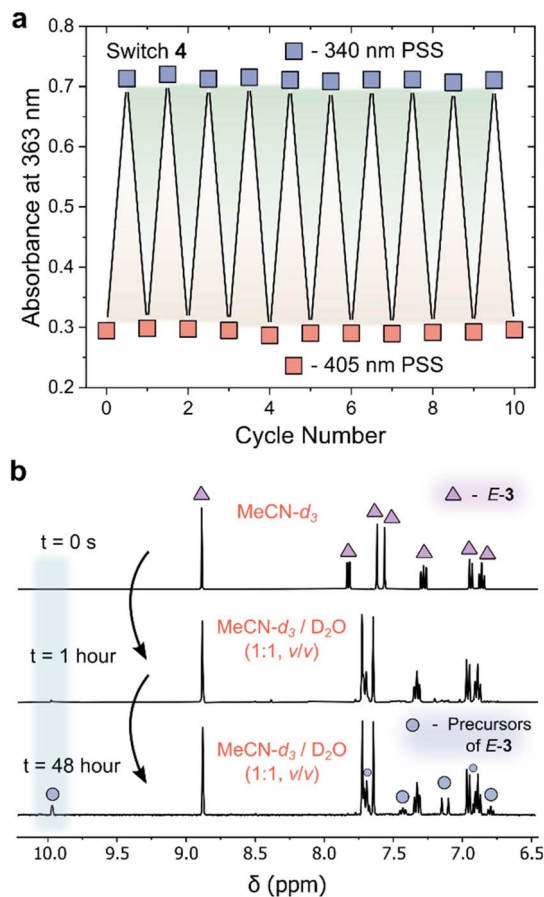 a
Switch 4
- 340 nm PSS
0.8
0.7
0.6
0.5
0.4
0.3
0.2
Absorbance at 363 nm
- 405 nm PSS
0 2 4 6 8 10
Cycle Number
b
MeCN-d3
- E-3
t = 0 s
MeCN-d3 / D2O
(1:1, v/v)
t = 1 hour
MeCN-d3 / D2O
(1:1, v/v)
- Precursors
of E-3
t = 48 hour
10.0 9.5 9.0 8.5 8.0 7.5 7.0 6.5
δ (ppm)